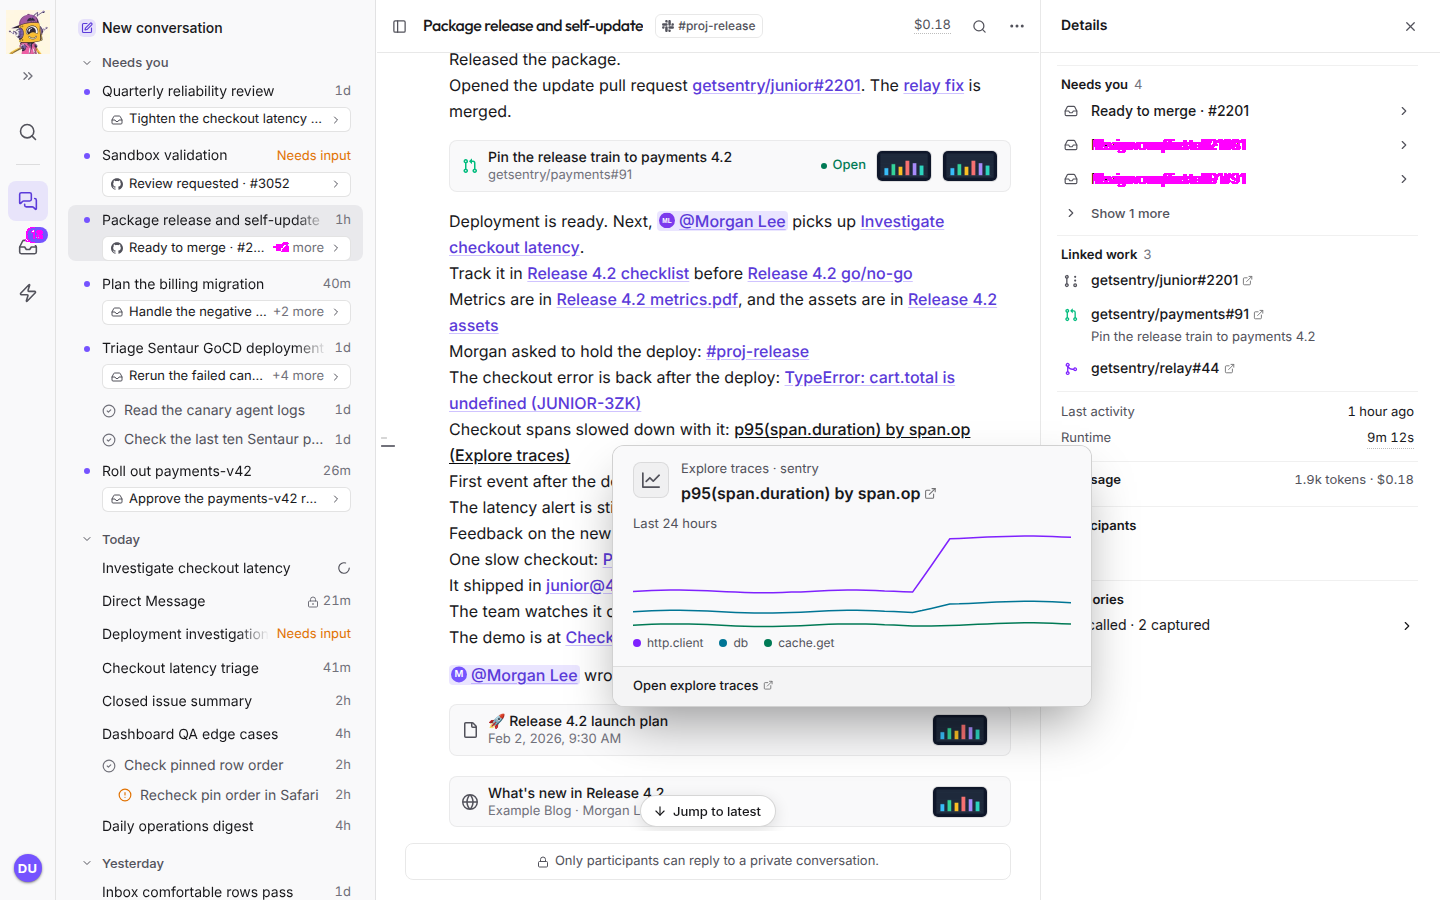 New conversation
Needs you
Quarterly reliability review 1d
Tighten the checkout latency ...
Sandbox validation Needs input
Review requested · #3052
Package release and self-update 1h
Ready to merge · #2... more
Plan the billing migration 40m
Handle the negative ... +2 more
Triage Sentaur GoCD deployment 1d
Rerun the failed can... +4 more
Read the canary agent logs 1d
Check the last ten Sentaur p... 1d
Roll out payments-v42 26m
Approve the payments-v42 r...
Today
Investigate checkout latency
Direct Message 21m
Deployment investigation Needs input
Checkout latency triage 41m
Closed issue summary 2h
Dashboard QA edge cases 4h
Check pinned row order 2h
Recheck pin order in Safari 2h
Daily operations digest 4h
Yesterday
Inbox comfortable rows pass 1d
DU
Package release and self-update #proj-release $0.18
Released the package.
Opened the update pull request getsentry/junior#2201. The relay fix is
merged.
Pin the release train to payments 4.2
getsentry/payments#91
Open
Deployment is ready. Next, ML @Morgan Lee picks up Investigate
checkout latency.
Track it in Release 4.2 checklist before Release 4.2 go/no-go
Metrics are in Release 4.2 metrics.pdf, and the assets are in Release 4.2
assets
Morgan asked to hold the deploy: #proj-release
The checkout error is back after the deploy: TypeError: cart.total is
undefined (JUNIOR-3ZK)
Checkout spans slowed down with it: p95(span.duration) by span.op
(Explore traces)
First event after the
The latency alert is
Feedback on the new
One slow checkout:
It shipped in junior@4
The team watches it
The demo is at
M @Morgan Lee
Explore traces · sentry
p95(span.duration) by span.op
Last 24 hours
http.client db cache.get
Open explore traces
🚀 Release 4.2 launch plan
Feb 2, 2026, 9:30 AM
What's new in Release 4.2
Example Blog · Morgan
Jump to latest
Only participants can reply to a private conversation.
Details
Needs you 4
Ready to merge · #2201
Show 1 more
Linked work 3
getsentry/junior#2201
getsentry/payments#91
Pin the release train to payments 4.2
getsentry/relay#44
Last activity 1 hour ago
Runtime 9m 12s
1.9k tokens · $0.18
called · 2 captured